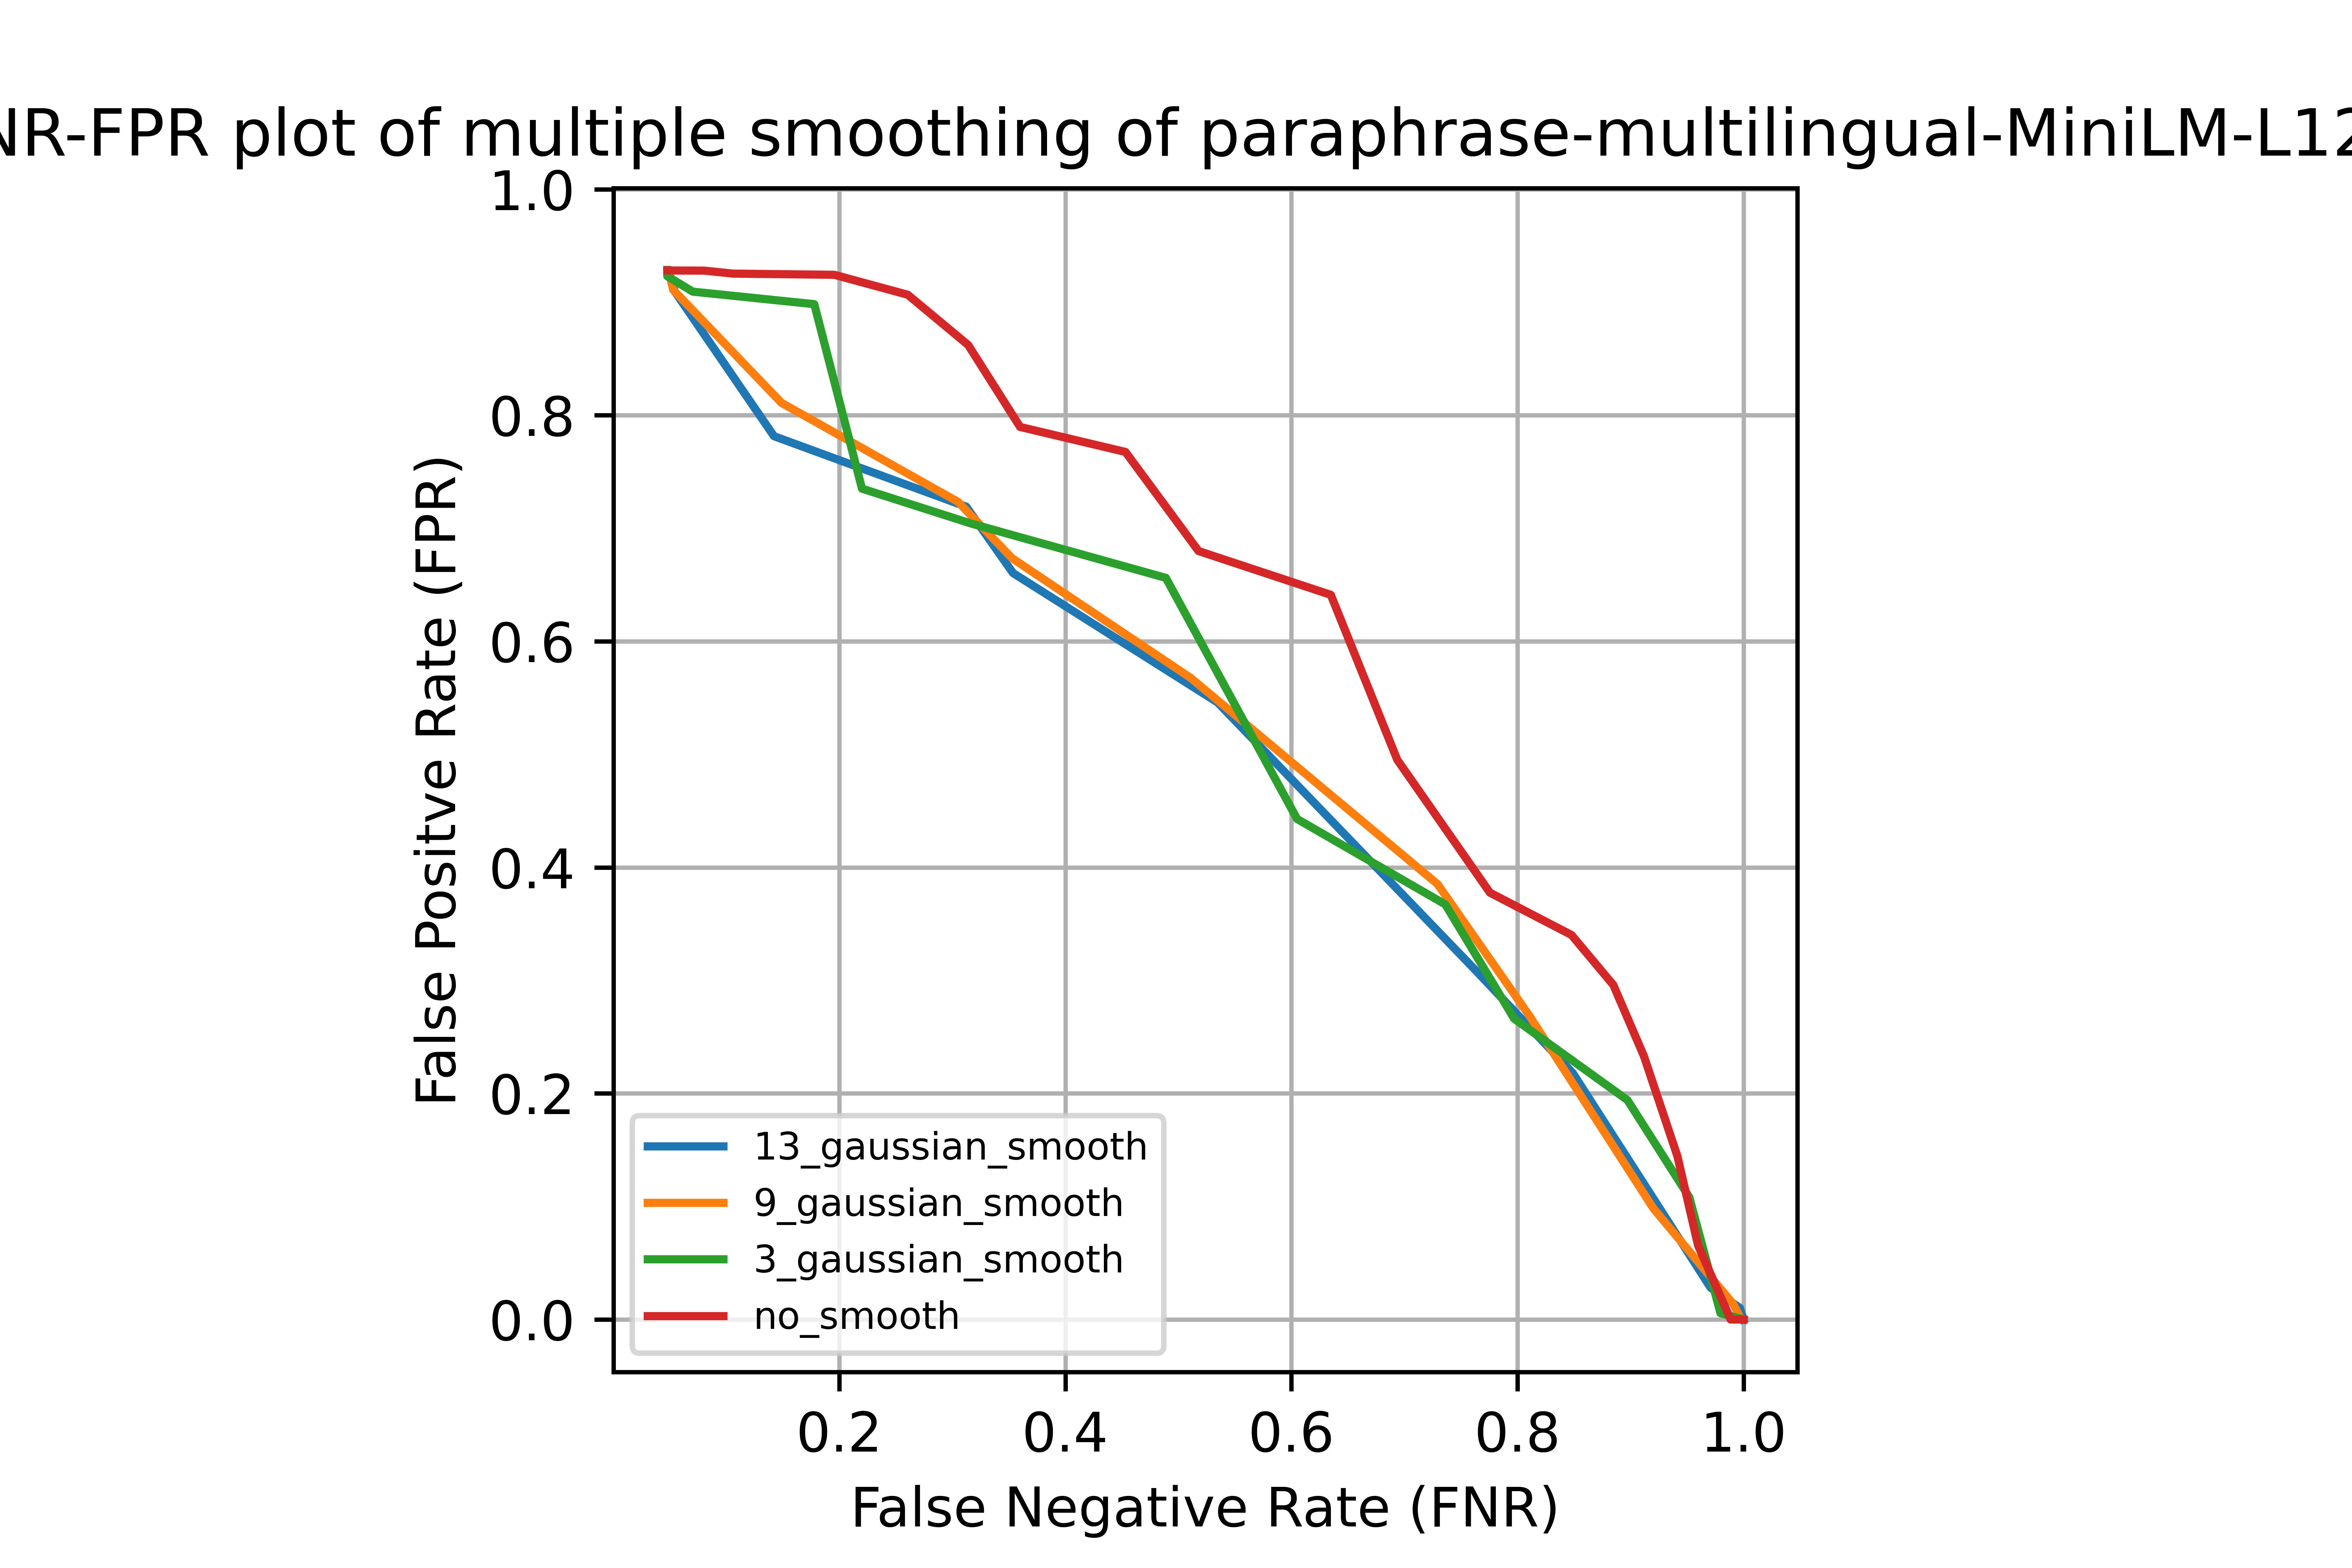 NR-FPR plot of multiple smoothing of paraphrase-multilingual-MiniLM-L12
1.0
0.8
0.6
0.4
0.2
0.0
False Positve Rate (FPR)
13_gaussian_smooth
9_gaussian_smooth
3_gaussian_smooth
no_smooth
0.2 0.4 0.6 0.8 1.0
False Negative Rate (FNR)